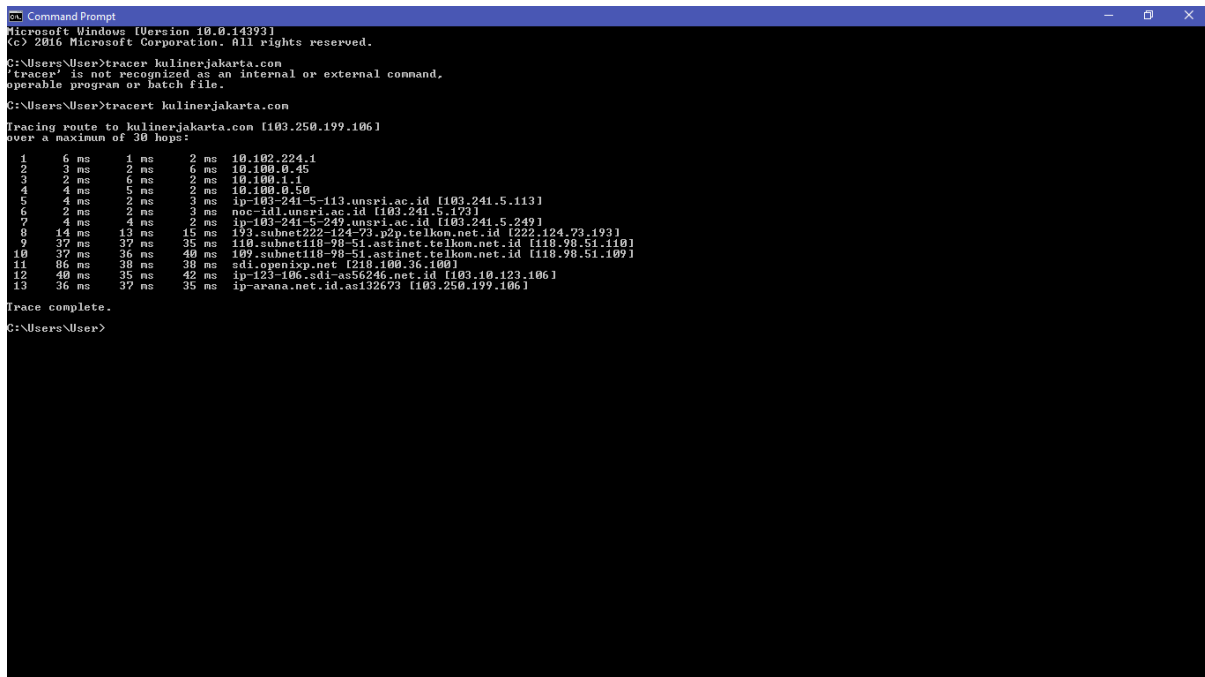 Command Prompt
Microsoft Windows [Version 10.0.14393]
(c) 2016 Microsoft Corporation. All rights reserved.
C:\Users\User>tracer kulinerjakarta.com
'tracer' is not recognized as an internal or external command,
operable program or batch file.
C:\Users\User>tracert kulinerjakarta.com
Tracing route to kulinerjakarta.com [103.250.199.106]
over a maximum of 30 hops:
1 6 ms 1 ms 2 ms 10.102.224.1
2 3 ms 2 ms 6 ms 10.100.0.45
3 2 ms 6 ms 2 ms 10.100.1.1
4 4 ms 5 ms 2 ms 10.100.0.50
5 4 ms 2 ms 3 ms ip-103-241-5-113.unsri.ac.id [103.241.5.113]
6 2 ms 2 ms 3 ms noc-idl.unsri.ac.id [103.241.5.173]
7 4 ms 4 ms 2 ms ip-103-241-5-249.unsri.ac.id [103.241.5.249]
8 14 ms 13 ms 15 ms 193.subnet222-124-73.p2p.telkom.net.id [222.124.73.193]
9 37 ms 37 ms 35 ms 110.subnet118-98-51.astinet.telkom.net.id [118.98.51.110]
10 37 ms 36 ms 40 ms 109.subnet118-98-51.astinet.telkom.net.id [118.98.51.109]
11 86 ms 38 ms 38 ms sdi.openixp.net [218.100.36.100]
12 40 ms 35 ms 42 ms ip-123-106.sdi-as56246.net.id [103.10.123.106]
13 36 ms 37 ms 35 ms ip-arana.net.id.as132673 [103.250.199.106]
Trace complete.
C:\Users\User>